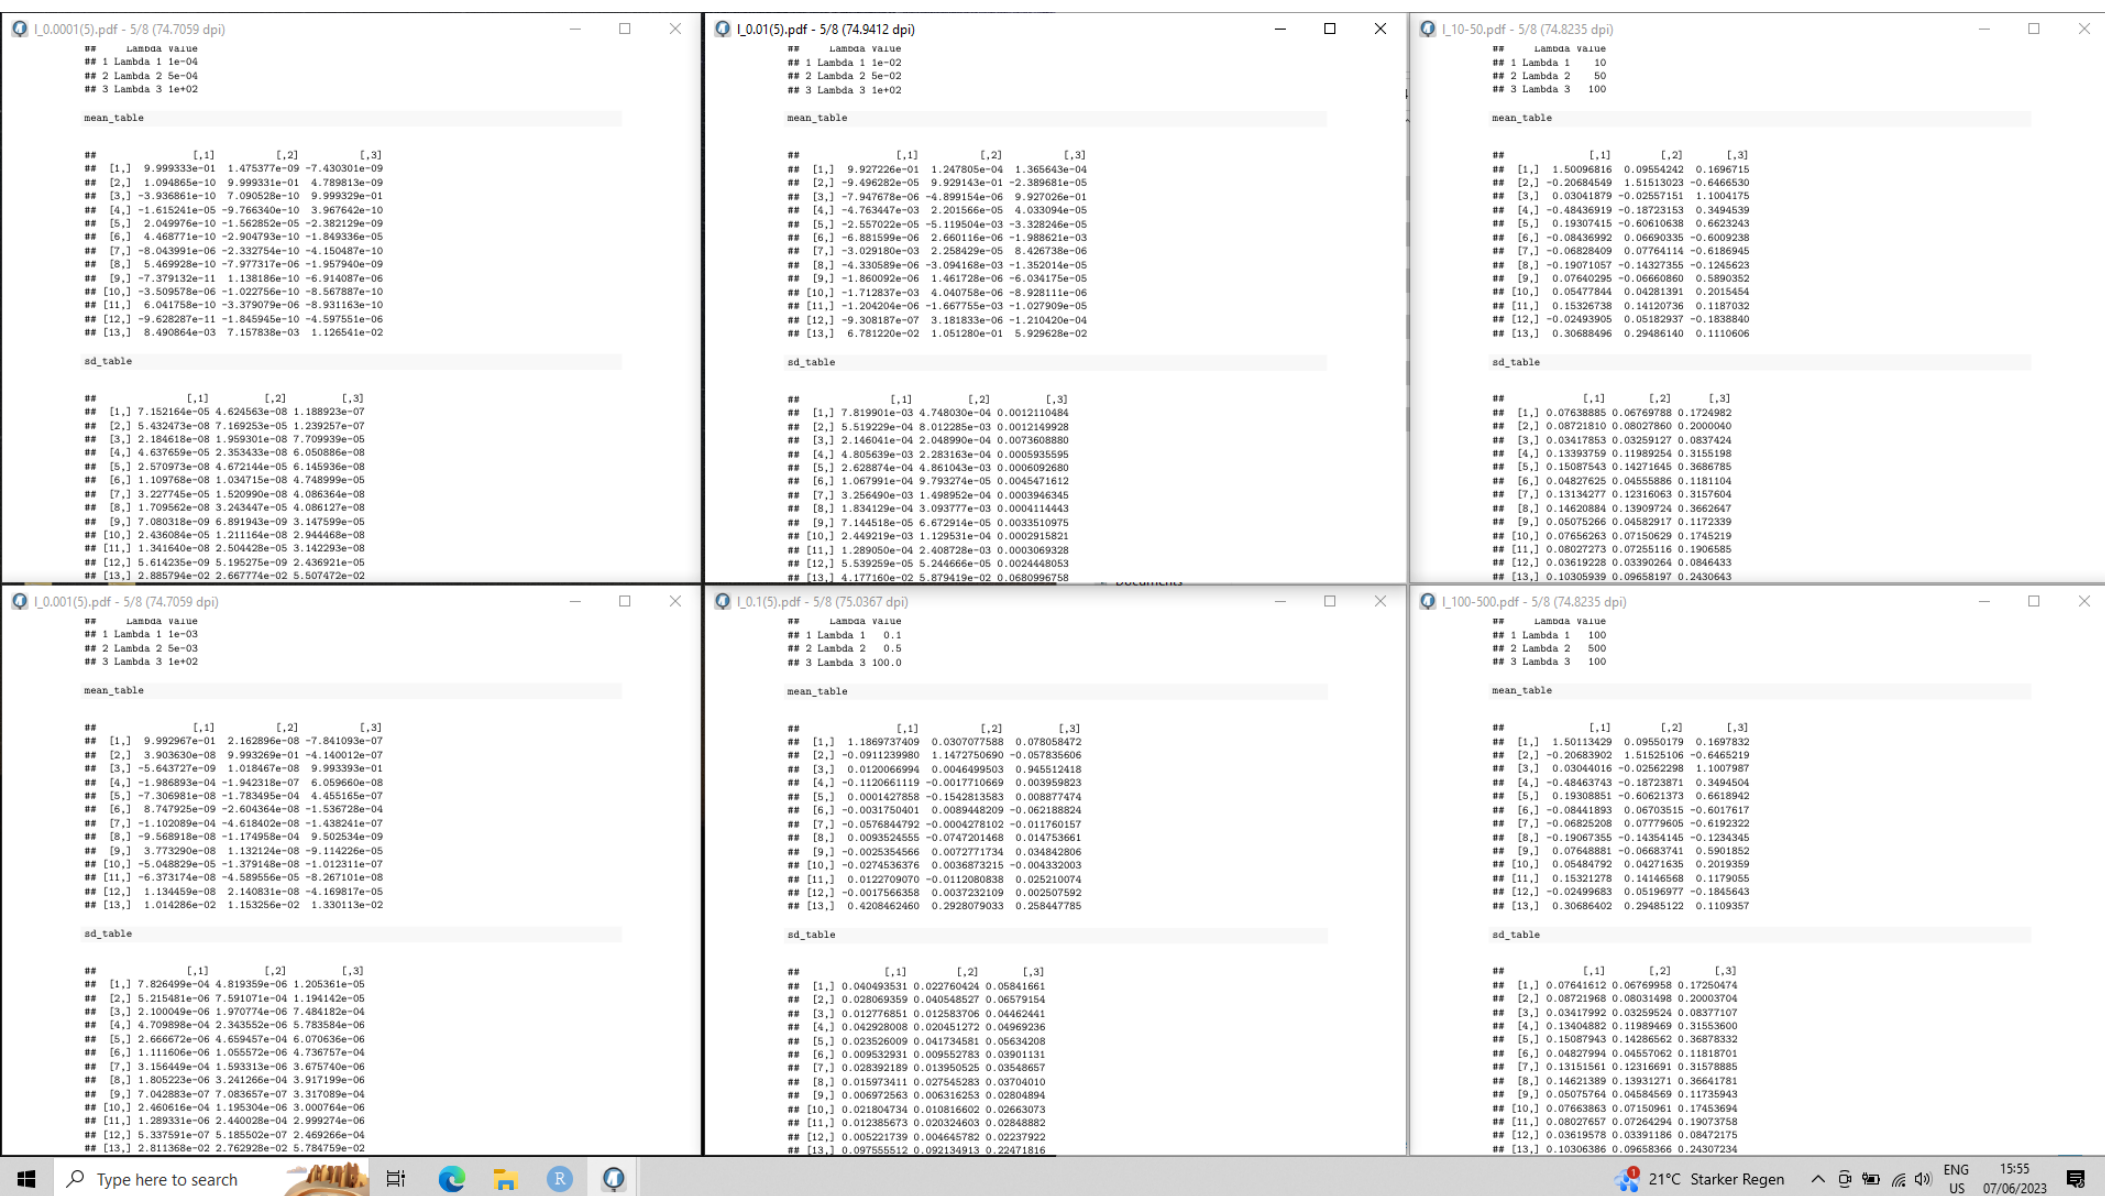 l_0.0001(5).pdf - 5/8 (74.7059 dpi)
## Lambda Value
## 1 Lambda 1 1e-04
## 2 Lambda 2 5e-04
## 3 Lambda 3 1e+02
mean_table
## [,1] [,2] [,3]
## [1,] 9.999333e-01 1.475377e-09 -7.430301e-09
## [2,] 1.094865e-10 9.999331e-01 4.789813e-09
## [3,] -3.936861e-10 7.090528e-10 9.999329e-01
## [4,] -1.615241e-05 -9.766340e-10 3.967642e-10
## [5,] 2.049976e-10 -1.562852e-05 -2.382129e-09
## [6,] 4.468771e-10 -2.904793e-10 -1.849336e-05
## [7,] -8.043991e-06 -2.332754e-10 -4.150487e-10
## [8,] 5.469928e-10 -7.977317e-06 -1.957940e-09
## [9,] -7.379132e-11 1.138186e-10 -6.914087e-06
## [10,] -3.509578e-06 -1.022756e-10 -8.567887e-10
## [11,] 6.041758e-10 -3.379079e-06 -8.931163e-10
## [12,] -9.628287e-11 -1.845945e-10 -4.597551e-06
## [13,] 8.490864e-03 7.157838e-03 1.126541e-02
sd_table
## [,1] [,2] [,3]
## [1,] 7.152164e-05 4.624563e-08 1.188923e-07
## [2,] 5.432473e-08 7.169253e-05 1.239257e-07
## [3,] 2.184618e-08 1.959301e-08 7.709939e-05
## [4,] 4.637659e-05 2.353433e-08 6.050886e-08
## [5,] 2.570973e-08 4.672144e-05 6.145936e-08
## [6,] 1.109768e-08 1.034715e-08 4.748999e-05
## [7,] 3.227745e-05 1.520990e-08 4.086364e-08
## [8,] 1.709562e-08 3.243447e-05 4.086127e-08
## [9,] 7.080318e-09 6.891943e-09 3.147599e-05
## [10,] 2.436084e-05 1.211164e-08 2.944468e-08
## [11,] 1.341640e-08 2.504428e-05 3.142293e-08
## [12,] 5.614235e-09 5.195275e-09 2.436921e-05
## [13,] 2.885794e-02 2.667774e-02 5.507472e-02
l_0.01(5).pdf - 5/8 (74.9412 dpi)
## Lambda Value
## 1 Lambda 1 1e-02
## 2 Lambda 2 5e-02
## 3 Lambda 3 1e+02
mean_table
## [,1] [,2] [,3]
## [1,] 9.927226e-01 1.247805e-04 1.365643e-04
## [2,] -9.496282e-05 9.929143e-01 -2.389681e-05
## [3,] -7.947678e-06 -4.899154e-06 9.927026e-01
## [4,] -4.763447e-03 2.201566e-05 4.033094e-05
## [5,] -2.557022e-05 -5.119504e-03 -3.328246e-05
## [6,] -6.881599e-06 2.660116e-06 -1.988621e-03
## [7,] -3.029180e-03 2.258429e-05 8.426738e-06
## [8,] -4.330589e-06 -3.094168e-03 -1.352014e-05
## [9,] -1.860092e-06 1.461728e-06 -6.034175e-05
## [10,] -1.712837e-03 4.040758e-06 -8.928111e-06
## [11,] -1.204204e-06 -1.667755e-03 -1.027909e-05
## [12,] -9.308187e-07 3.181833e-06 -1.210420e-04
## [13,] 6.781220e-02 1.051280e-01 5.929628e-02
sd_table
## [,1] [,2] [,3]
## [1,] 7.819901e-03 4.748030e-04 0.0012110484
## [2,] 5.519229e-04 8.012285e-03 0.0012149928
## [3,] 2.146041e-04 2.048990e-04 0.0073608880
## [4,] 4.805639e-03 2.283163e-04 0.0005935595
## [5,] 2.628874e-04 4.861043e-03 0.0006092680
## [6,] 1.067991e-04 9.793274e-05 0.0045471612
## [7,] 3.256490e-03 1.498952e-04 0.0003946345
## [8,] 1.834129e-04 3.093777e-03 0.0004114443
## [9,] 7.144518e-05 6.672914e-05 0.0033510975
## [10,] 2.449219e-03 1.129531e-04 0.0002915821
## [11,] 1.289050e-04 2.408728e-03 0.0003069328
## [12,] 5.539259e-05 5.244666e-05 0.0024448053
## [13,] 4.177160e-02 5.879419e-02 0.0680996758
l_10-50.pdf - 5/8 (74.8235 dpi)
## Lambda Value
## 1 Lambda 1 10
## 2 Lambda 2 50
## 3 Lambda 3 100
mean_table
## [,1] [,2] [,3]
## [1,] 1.50096816 0.09554242 0.1696715
## [2,] -0.20684549 1.51513023 -0.6466530
## [3,] 0.03041879 -0.02557151 1.1004175
## [4,] -0.48436919 -0.18723153 0.3494539
## [5,] 0.19307415 -0.60610638 0.6623243
## [6,] -0.08436992 0.06690335 -0.6009238
## [7,] -0.06828409 0.07764114 -0.6186945
## [8,] -0.19071057 -0.14327355 -0.1245623
## [9,] 0.07640295 -0.06660860 0.5890352
## [10,] 0.05477844 0.04281391 0.2015454
## [11,] 0.15326738 0.14120736 0.1187032
## [12,] -0.02493905 0.05182937 -0.1838840
## [13,] 0.30688496 0.29486140 0.1110606
sd_table
## [,1] [,2] [,3]
## [1,] 0.07638885 0.06769788 0.1724982
## [2,] 0.08721810 0.08027860 0.2000040
## [3,] 0.03417853 0.03259127 0.0837424
## [4,] 0.13393759 0.11989254 0.3155198
## [5,] 0.15087543 0.14271645 0.3686785
## [6,] 0.04827625 0.04555886 0.1181104
## [7,] 0.13134277 0.12316063 0.3157604
## [8,] 0.14620884 0.13909724 0.3662647
## [9,] 0.05075266 0.04582917 0.1172339
## [10,] 0.07656263 0.07150629 0.1745219
## [11,] 0.08027273 0.07255116 0.1906585
## [12,] 0.03619228 0.03390264 0.0846433
## [13,] 0.10305939 0.09658197 0.2430643
l_0.001(5).pdf - 5/8 (74.7059 dpi)
## Lambda Value
## 1 Lambda 1 1e-03
## 2 Lambda 2 5e-03
## 3 Lambda 3 1e+02
mean_table
## [,1] [,2] [,3]
## [1,] 9.992967e-01 2.162896e-08 -7.841093e-07
## [2,] 3.903630e-08 9.993269e-01 -4.140012e-07
## [3,] -5.643727e-09 1.018467e-08 9.993393e-01
## [4,] -1.986893e-04 -1.942318e-07 6.059660e-08
## [5,] -7.306981e-08 -1.783495e-04 4.455165e-07
## [6,] 8.747925e-09 -2.604364e-08 -1.536728e-04
## [7,] -1.102089e-04 -4.618402e-08 -1.438241e-07
## [8,] -9.568918e-08 -1.174958e-04 9.502534e-09
## [9,] 3.773290e-08 1.132124e-08 -9.114226e-05
## [10,] -5.048829e-05 -1.379148e-08 -1.012311e-07
## [11,] -6.373174e-08 -4.589556e-05 -8.267101e-08
## [12,] 1.134459e-08 2.140831e-08 -4.169817e-05
## [13,] 1.014286e-02 1.153256e-02 1.330113e-02
sd_table
## [,1] [,2] [,3]
## [1,] 7.826499e-04 4.819359e-06 1.205361e-05
## [2,] 5.215481e-06 7.591071e-04 1.194142e-05
## [3,] 2.100049e-06 1.970774e-06 7.484182e-04
## [4,] 4.709898e-04 2.343552e-06 5.783584e-06
## [5,] 2.666672e-06 4.659457e-04 6.070636e-06
## [6,] 1.111606e-06 1.055572e-06 4.736757e-04
## [7,] 3.156449e-04 1.593313e-06 3.675740e-06
## [8,] 1.805223e-06 3.241266e-04 3.917199e-06
## [9,] 7.042883e-07 7.083657e-07 3.317089e-04
## [10,] 2.460616e-04 1.195304e-06 3.000764e-06
## [11,] 1.289331e-06 2.440028e-04 2.999274e-06
## [12,] 5.337591e-07 5.185502e-07 2.469266e-04
## [13,] 2.811368e-02 2.762928e-02 5.784759e-02
l_0.1(5).pdf - 5/8 (75.0367 dpi)
## Lambda Value
## 1 Lambda 1 0.1
## 2 Lambda 2 0.5
## 3 Lambda 3 100.0
mean_table
## [,1] [,2] [,3]
## [1,] 1.1869737409 0.0307077588 0.078058472
## [2,] -0.0911239980 1.1472750690 -0.057835606
## [3,] 0.0120066994 0.0046499503 0.945512418
## [4,] -0.1120661119 -0.0017710669 0.003959823
## [5,] 0.0001427858 -0.1542813583 0.008877474
## [6,] -0.0031750401 0.0089448209 -0.062188824
## [7,] -0.0576844792 -0.0004278102 -0.011760157
## [8,] 0.0093524555 -0.0747201468 0.014753661
## [9,] -0.0025354566 0.0072771734 0.034842806
## [10,] -0.0274536376 0.0036873215 -0.004332003
## [11,] 0.0122709070 -0.0112080838 0.025210074
## [12,] -0.0017566358 0.0037232109 0.002507592
## [13,] 0.4208462460 0.2928079033 0.258447785
sd_table
## [,1] [,2] [,3]
## [1,] 0.040493531 0.022760424 0.05841661
## [2,] 0.028069359 0.040548527 0.06579154
## [3,] 0.012776851 0.012583706 0.04462441
## [4,] 0.042928008 0.020451272 0.04969236
## [5,] 0.023526009 0.041734581 0.05634208
## [6,] 0.009532931 0.009552783 0.03901131
## [7,] 0.028392189 0.013950525 0.03548657
## [8,] 0.015973411 0.027545283 0.03704010
## [9,] 0.006972563 0.006316253 0.02804894
## [10,] 0.021804734 0.010816602 0.02663073
## [11,] 0.012385673 0.020324603 0.02848882
## [12,] 0.005221739 0.004645782 0.02237922
## [13,] 0.097555512 0.092134913 0.22471816
l_100-500.pdf - 5/8 (74.8235 dpi)
## Lambda Value
## 1 Lambda 1 100
## 2 Lambda 2 500
## 3 Lambda 3 100
mean_table
## [,1] [,2] [,3]
## [1,] 1.50113429 0.09550179 0.1697832
## [2,] -0.20683902 1.51525106 -0.6465219
## [3,] 0.03044016 -0.02562298 1.1007987
## [4,] -0.48463743 -0.18723871 0.3494504
## [5,] 0.19308851 -0.60621373 0.6618942
## [6,] -0.08441893 0.06703515 -0.6017617
## [7,] -0.06825208 0.07779605 -0.6192322
## [8,] -0.19067355 -0.14354145 -0.1234345
## [9,] 0.07648881 -0.06683741 0.5901852
## [10,] 0.05484792 0.04271635 0.2019359
## [11,] 0.15321278 0.14146568 0.1179055
## [12,] -0.02499683 0.05196977 -0.1845643
## [13,] 0.30686402 0.29485122 0.1109357
sd_table
## [,1] [,2] [,3]
## [1,] 0.07641612 0.06769958 0.17250474
## [2,] 0.08721968 0.08031498 0.20003704
## [3,] 0.03417992 0.03259524 0.08377107
## [4,] 0.13404882 0.11989469 0.31553600
## [5,] 0.15087943 0.14286562 0.36878332
## [6,] 0.04827994 0.04557062 0.11818701
## [7,] 0.13151561 0.12316691 0.31578885
## [8,] 0.14621389 0.13931271 0.36641781
## [9,] 0.05075764 0.04584569 0.11735943
## [10,] 0.07663863 0.07150961 0.17453694
## [11,] 0.08027657 0.07264294 0.19073758
## [12,] 0.03619578 0.03391186 0.08472175
## [13,] 0.10306386 0.09658366 0.24307234
Type here to search
R
1
21°C Starker Regen
ENG
US
15:55
07/06/2023